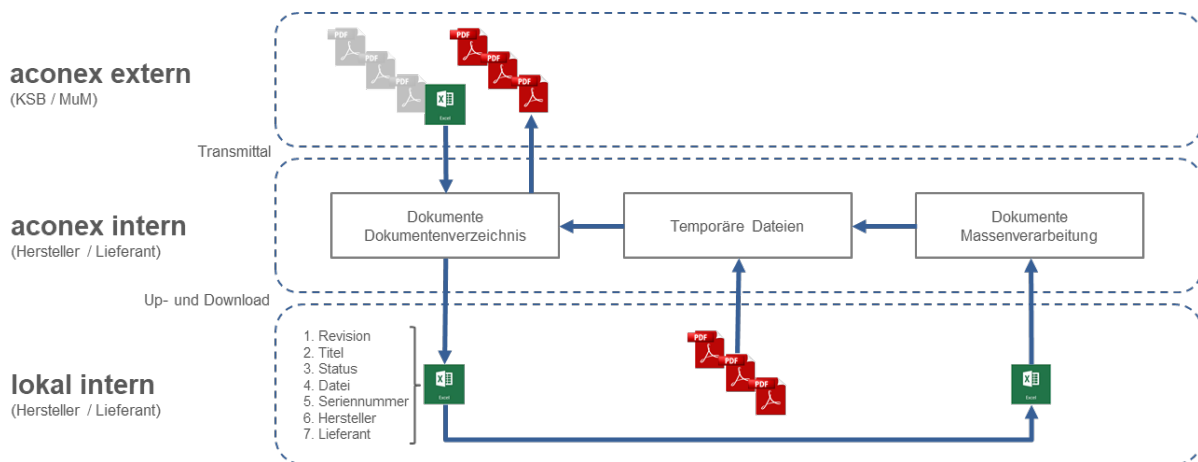 PDF
PDF
PDF
PDF
PDF
PDF
Excel
aconex extern
(KSB / MuM)
Transmittal
aconex intern
(Hersteller / Lieferant)
Dokumente
Dokumentenverzeichnis
Temporäre Dateien
Dokumente
Massenverarbeitung
Up- und Download
lokal intern
(Hersteller / Lieferant)
1. Revision
2. Titel
3. Status
4. Datei
5. Seriennummer
6. Hersteller
7. Lieferant
Excel
PDF
PDF
PDF
Excel